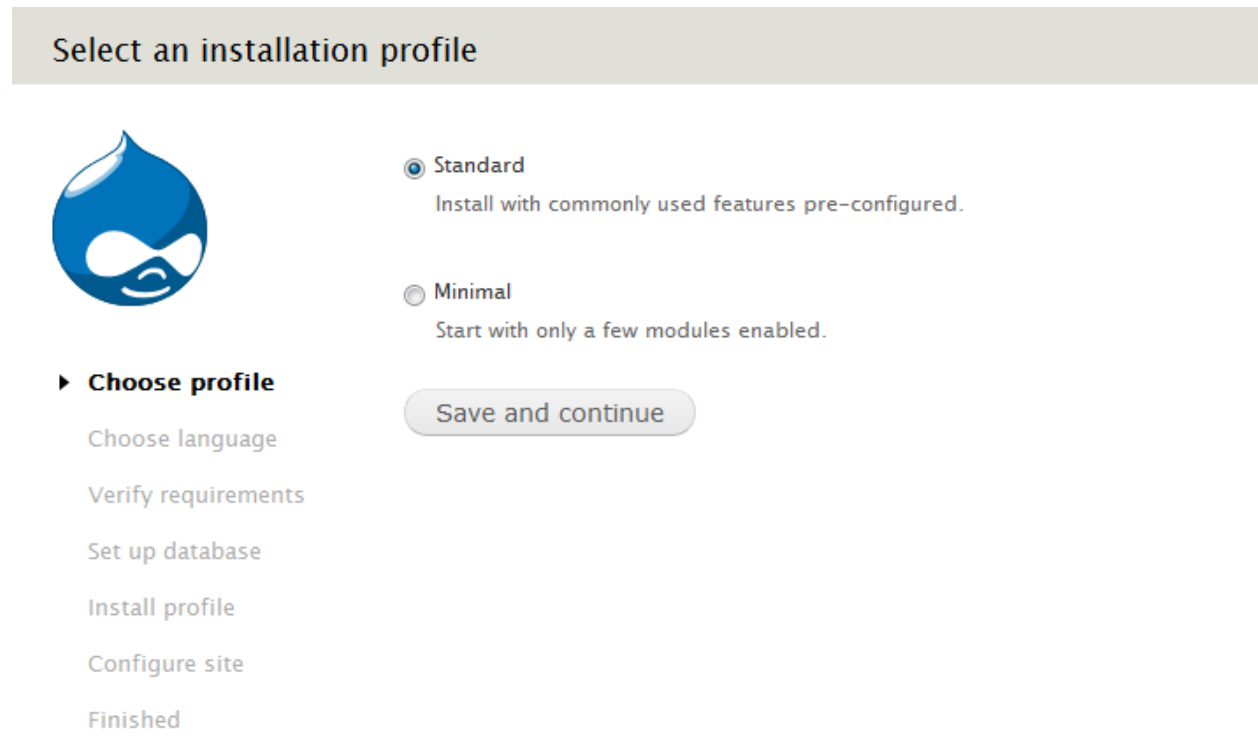 Select an installation profile
Standard
Install with commonly used features pre-configured.
Minimal
Start with only a few modules enabled.
Save and continue
Choose profile
Choose language
Verify requirements
Set up database
Install profile
Configure site
Finished